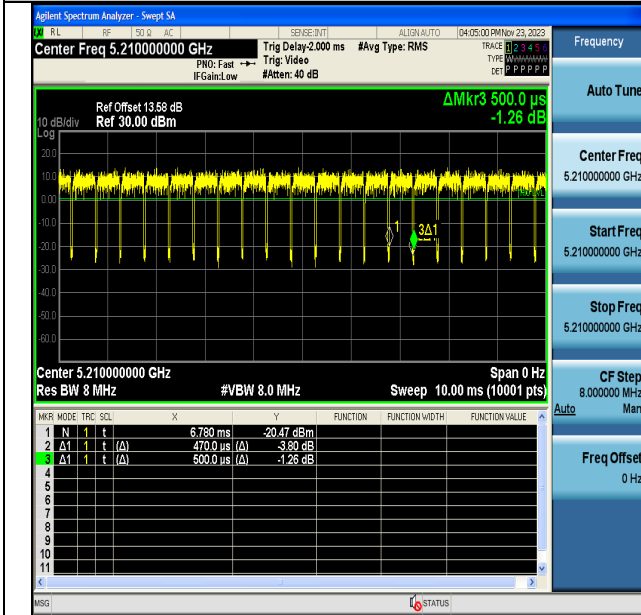 Agilent Spectrum Analyzer - Swept SA
RL RF 50 Ω AC SENSE:INT ALIGN AUTO 04:05:00 PM Nov 23, 2023
Center Freq 5.210000000 GHz Trig Delay-2.000 ms #Avg Type: RMS TRACE 1 2 3 4 5 6
PNO: Fast Trig: Video TYPE
IFGain:Low #Atten: 40 dB DET P P P P P P
Frequency
Auto Tune
ΔMkr3 500.0 µs
-1.26 dB
Ref Offset 13.58 dB
10 dB/div Ref 30.00 dBm
Log
20.0
10.0
0.00
-10.0
-20.0
-30.0
-40.0
-50.0
-60.0
1
3Δ1
Center 5.210000000 GHz Span 0 Hz
Res BW 8 MHz #VBW 8.0 MHz Sweep 10.00 ms (10001 pts)
Center Freq
5.210000000 GHz
Start Freq
5.210000000 GHz
Stop Freq
5.210000000 GHz
CF Step
8.000000 MHz
Auto Man
Freq Offset
0 Hz
MKR MODE TRC SCL X Y FUNCTION FUNCTION WIDTH FUNCTION VALUE
1 N 1 t 6.780 ms -20.47 dBm
2 Δ1 1 t (Δ) 470.0 µs (Δ) -3.80 dB
3 Δ1 1 t (Δ) 500.0 µs (Δ) -1.26 dB
4
5
6
7
8
9
10
11
MSG STATUS